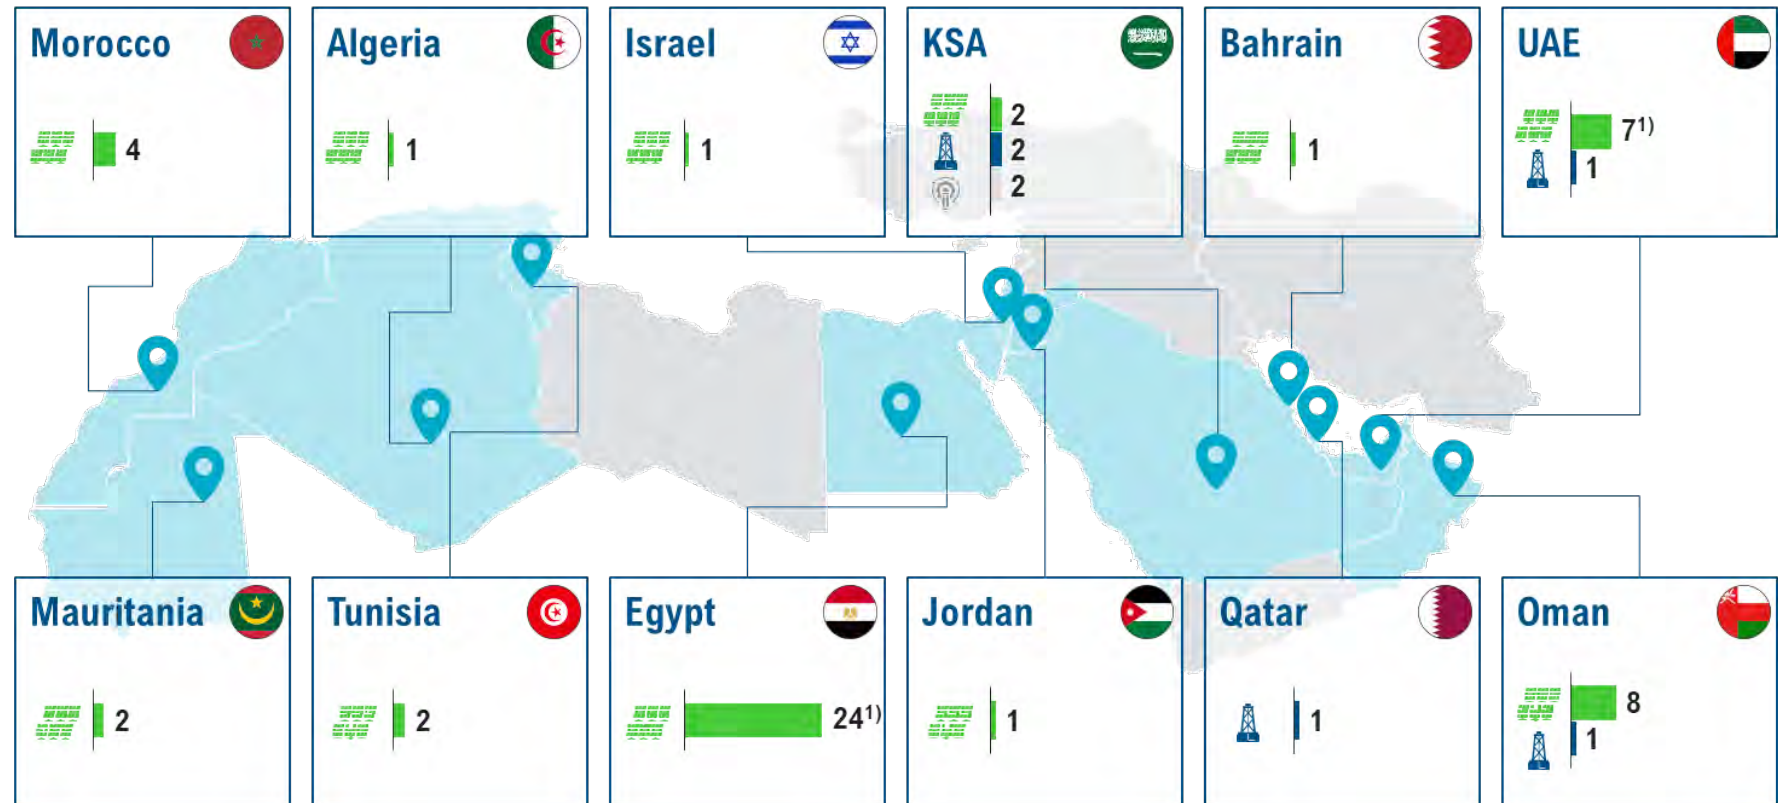 Morocco
4
Algeria
1
Israel
1
KSA
2
2
2
Bahrain
1
UAE
7¹⁾
1
Mauritania
2
Tunisia
2
Egypt
24¹⁾
Jordan
1
Qatar
1
Oman
8
1